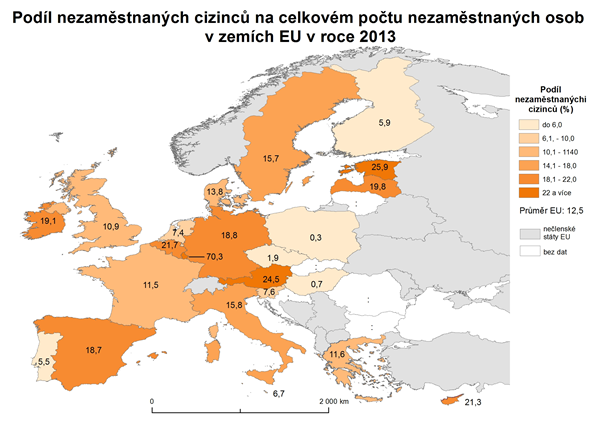 Podíl nezaměstnaných cizinců na celkovém počtu nezaměstnaných osob
v zemích EU v roce 2013
Podíl
nezaměstnaných
cizinců (%)
do 6,0
6,1, - 10,0
10,1 - 1140
14,1 - 18,0
18,1 - 22,0
22 a více
Průměr EU: 12,5
nečlenské
státy EU
bez dat
5,9
15,7
25,9
19,8
13,8
19,1
10,9
7,4
18,8
0,3
21,7
70,3
1,9
11,5
24,5
0,7
7,6
15,8
:
:
:
5,5
18,7
11,6
6,7
21,3
0
2 000 km